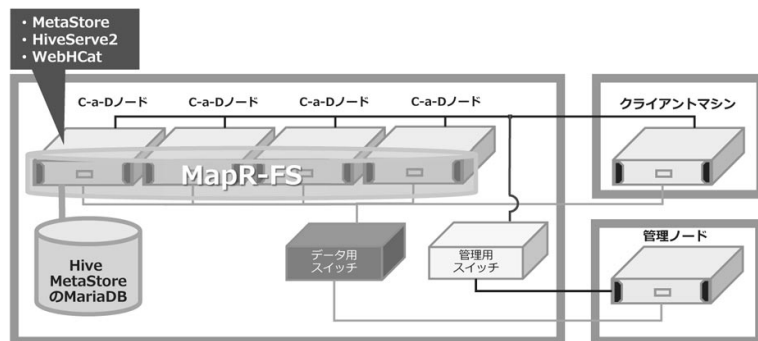 ・MetaStore
・HiveServe2
・WebHCat
C-a-Dノード
C-a-Dノード
C-a-Dノード
C-a-Dノード
クライアントマシン
MapR-FS
データ用
スイッチ
管理用
スイッチ
管理ノード
Hive
MetaStore
のMariaDB